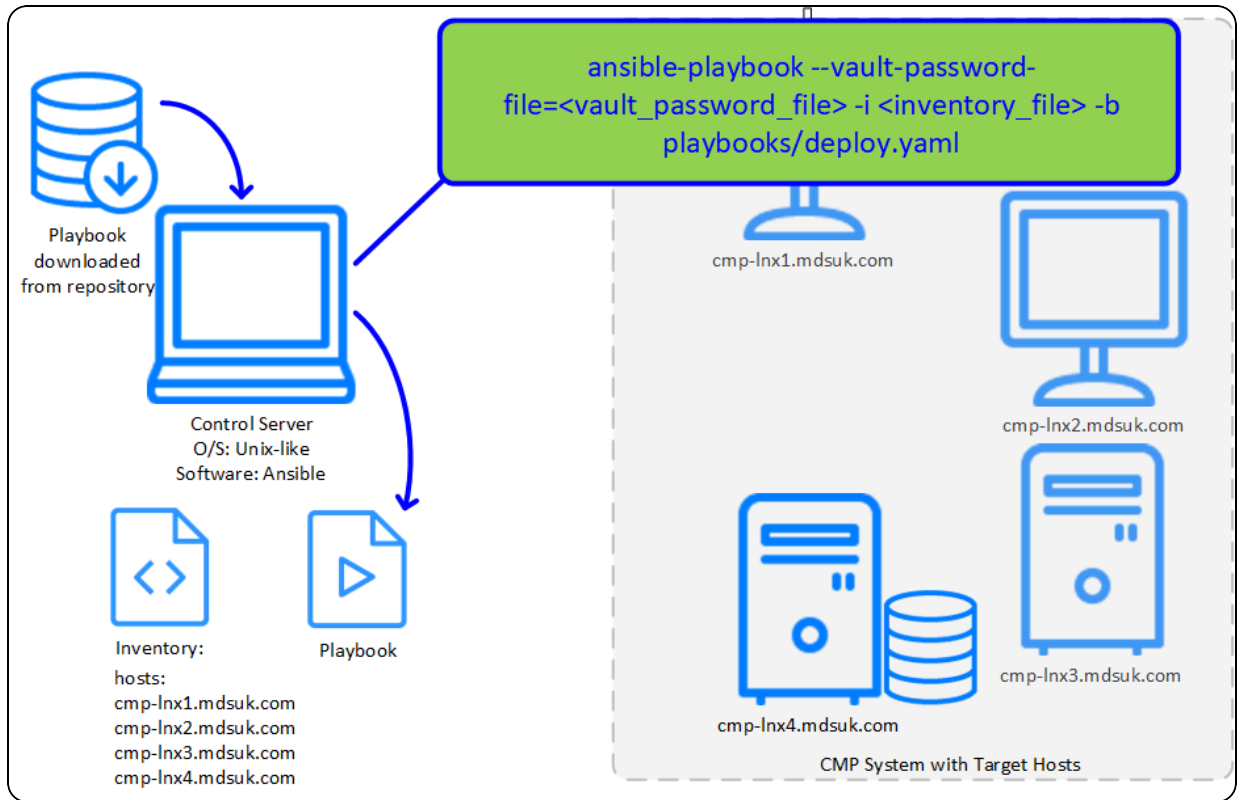 ansible-playbook --vault-password-
file=<vault_password_file> -i <inventory_file> -b
playbooks/deploy.yaml
Playbook
downloaded
from repository
cmp-lnx1.mdsuk.com
cmp-lnx2.mdsuk.com
Control Server
O/S: Unix-like
Software: Ansible
Inventory:
hosts:
cmp-lnx1.mdsuk.com
cmp-lnx2.mdsuk.com
cmp-lnx3.mdsuk.com
cmp-lnx4.mdsuk.com
Playbook
cmp-lnx3.mdsuk.com
cmp-lnx4.mdsuk.com
CMP System with Target Hosts